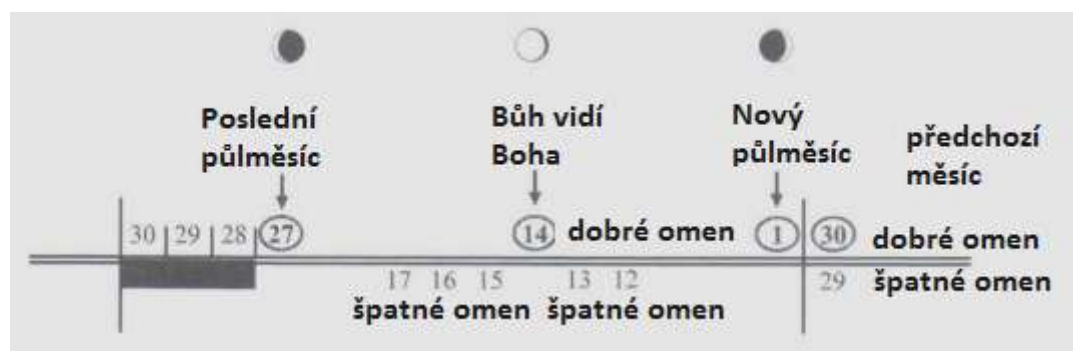 Poslední
půlměsíc
Bůh vidí
Boha
Nový
půlměsíc
předchozí
měsíc
30 29 28 27
14 dobré omen
1
30 dobré omen
17 16 15
13 12
29 špatné omen
špatné omen špatné omen